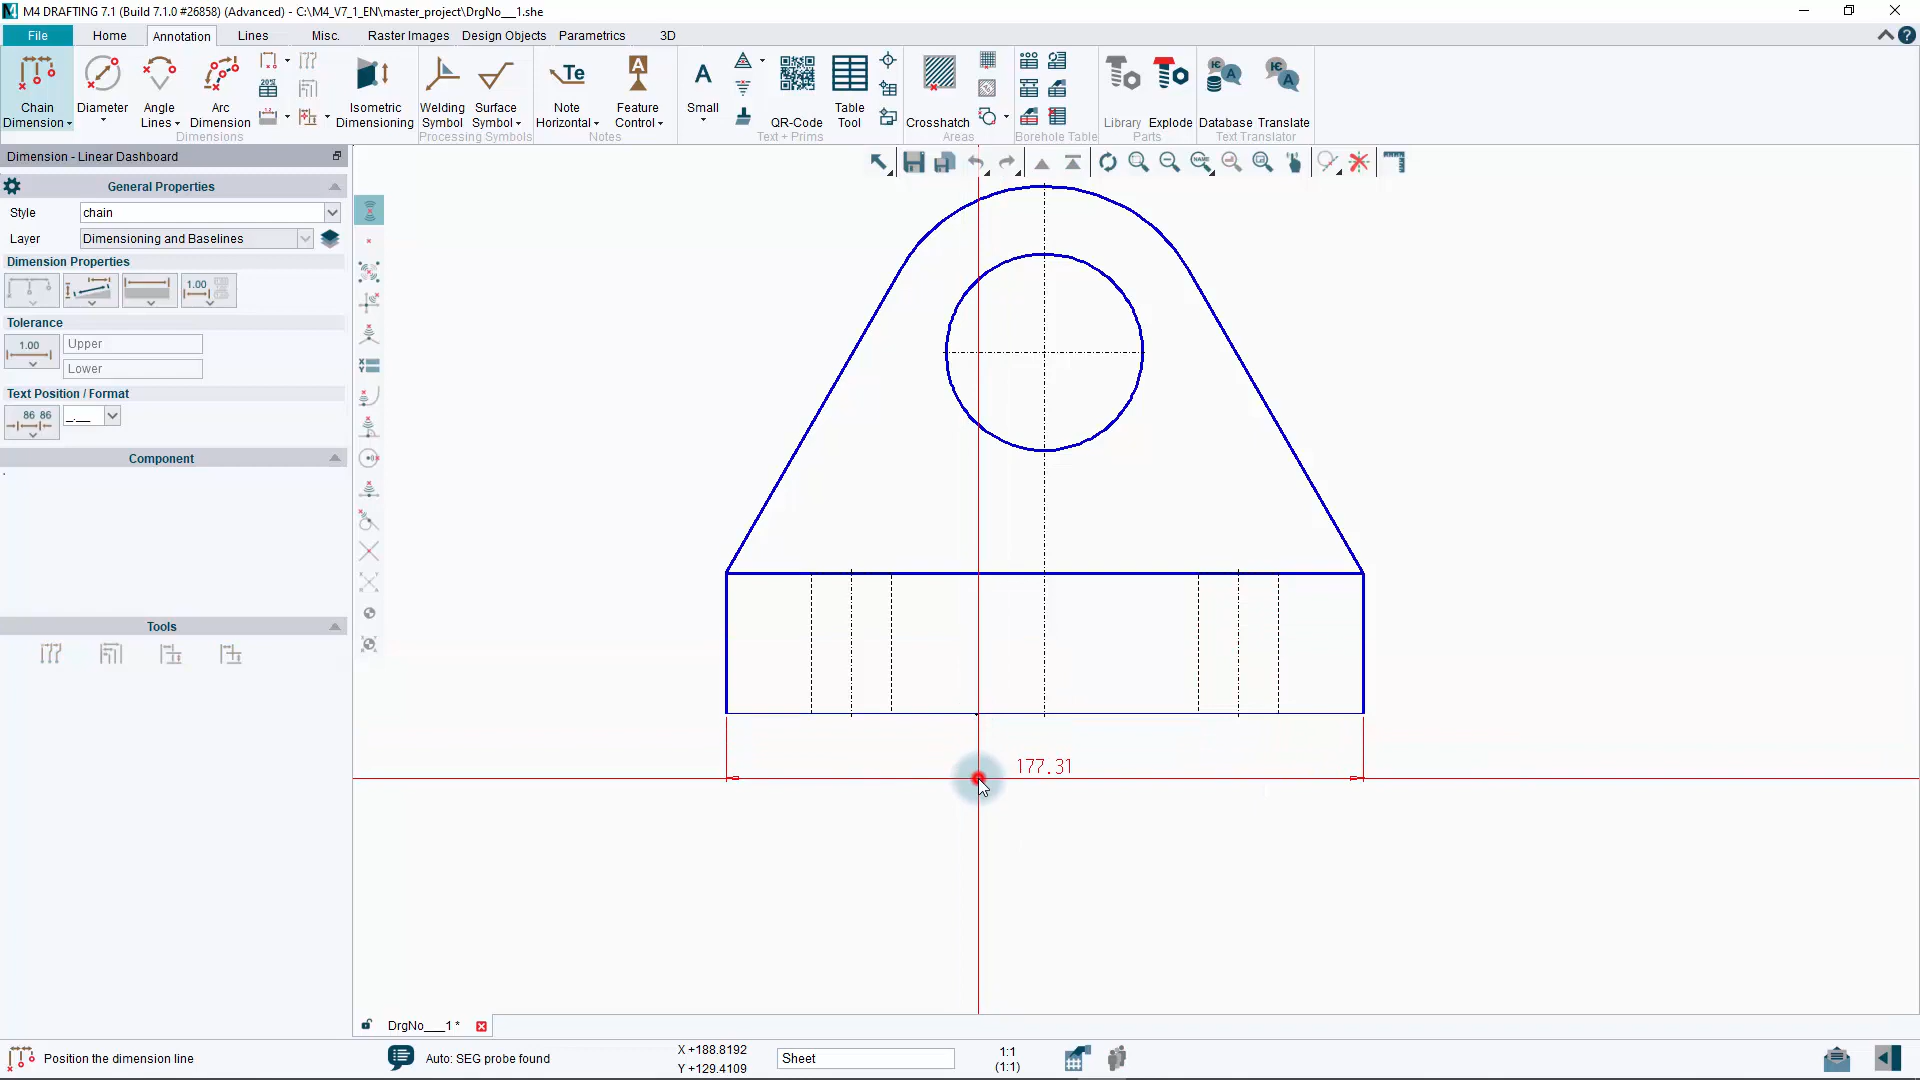 M4 DRAFTING 7.1 (Build 7.1.0 #26858) (Advanced) - C:\M4_V7_1_EN\master_project\DrgNo___1.she
File Home Annotation Lines Misc. Raster Images Design Objects Parametrics 3D
Chain Dimension
Diameter
Angle Lines
Arc Dimension
Isometric Dimensioning
Welding Symbol
Surface Symbol
Te
Note Horizontal
A
Feature Control
A
Small
QR-Code
Table Tool
Crosshatch
Library
Explode
Database
Translate
Dimensions
Processing Symbols
Notes
Text + Prims
Areas
Borehole Table
Parts
Text Translator
Dimension - Linear Dashboard
General Properties
Style chain
Layer Dimensioning and Baselines
Dimension Properties
1.00
Tolerance
1.00
Upper
Lower
Text Position / Format
86 86
_.__
Component
Tools
NAME
X
Y
177.31
DrgNo___1 *
Position the dimension line
Auto: SEG probe found
X +188.8192
Y +129.4109
Sheet
1:1
(1:1)